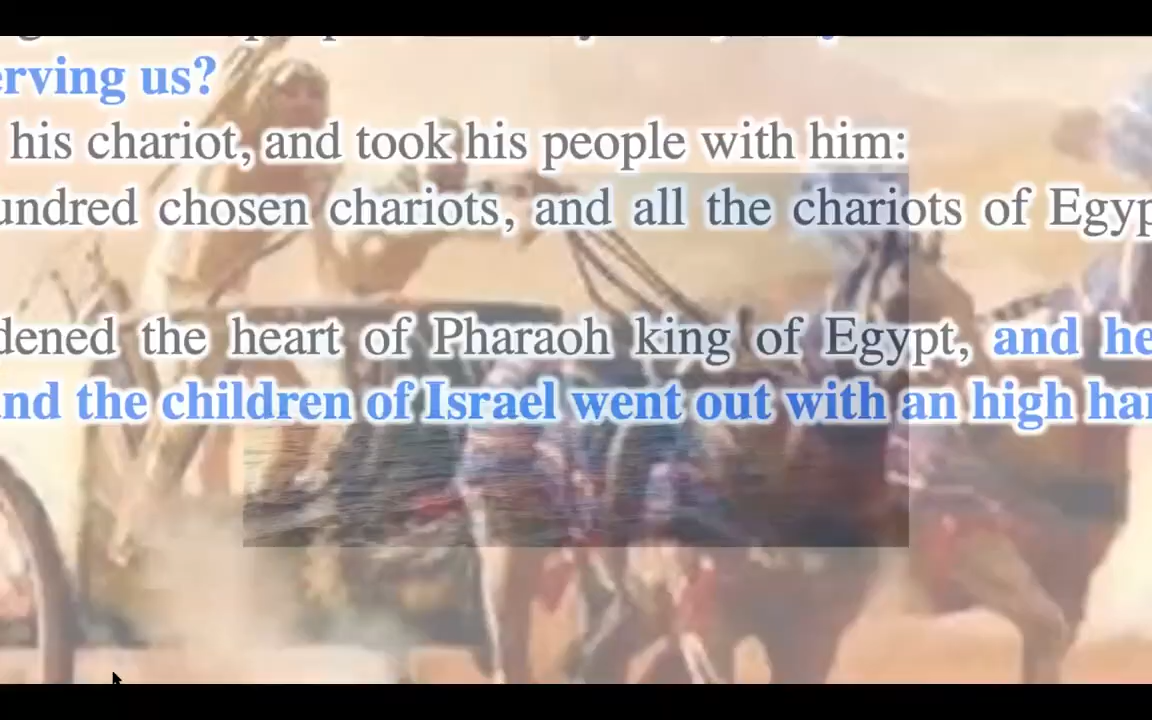 erving us?
his chariot, and took his people with him:
undred chosen chariots, and all the chariots of Egyp
dened the heart of Pharaoh king of Egypt, and he
and the children of Israel went out with an high han